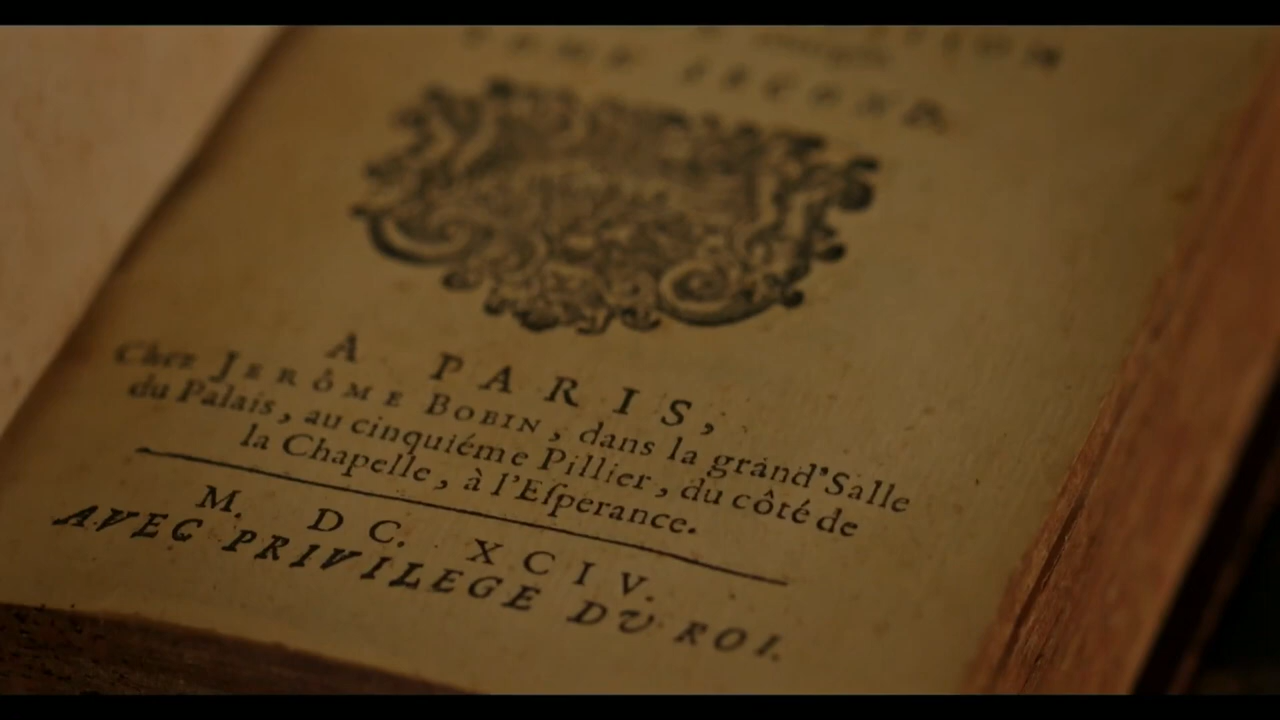 A PARIS,
Chez JERÔME BOBIN, dans la grand'Salle
du Palais, au cinquiéme Pillier, du côté de
la Chapelle, à l'Eſperance.
M. DC. XCIV.
AVEC PRIVILEGE DU ROI.